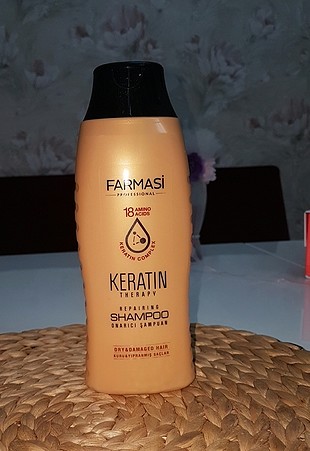 FARMASİ
PROFESSIONAL
18 AMINO ACIDS
KERATIN COMPLEX
KERATIN
THERAPY
REPAIRING
SHAMPOO
ONARICI ŞAMPUAN
DRY&DAMAGED HAIR
KURU&YIPRANMIŞ SAÇLAR